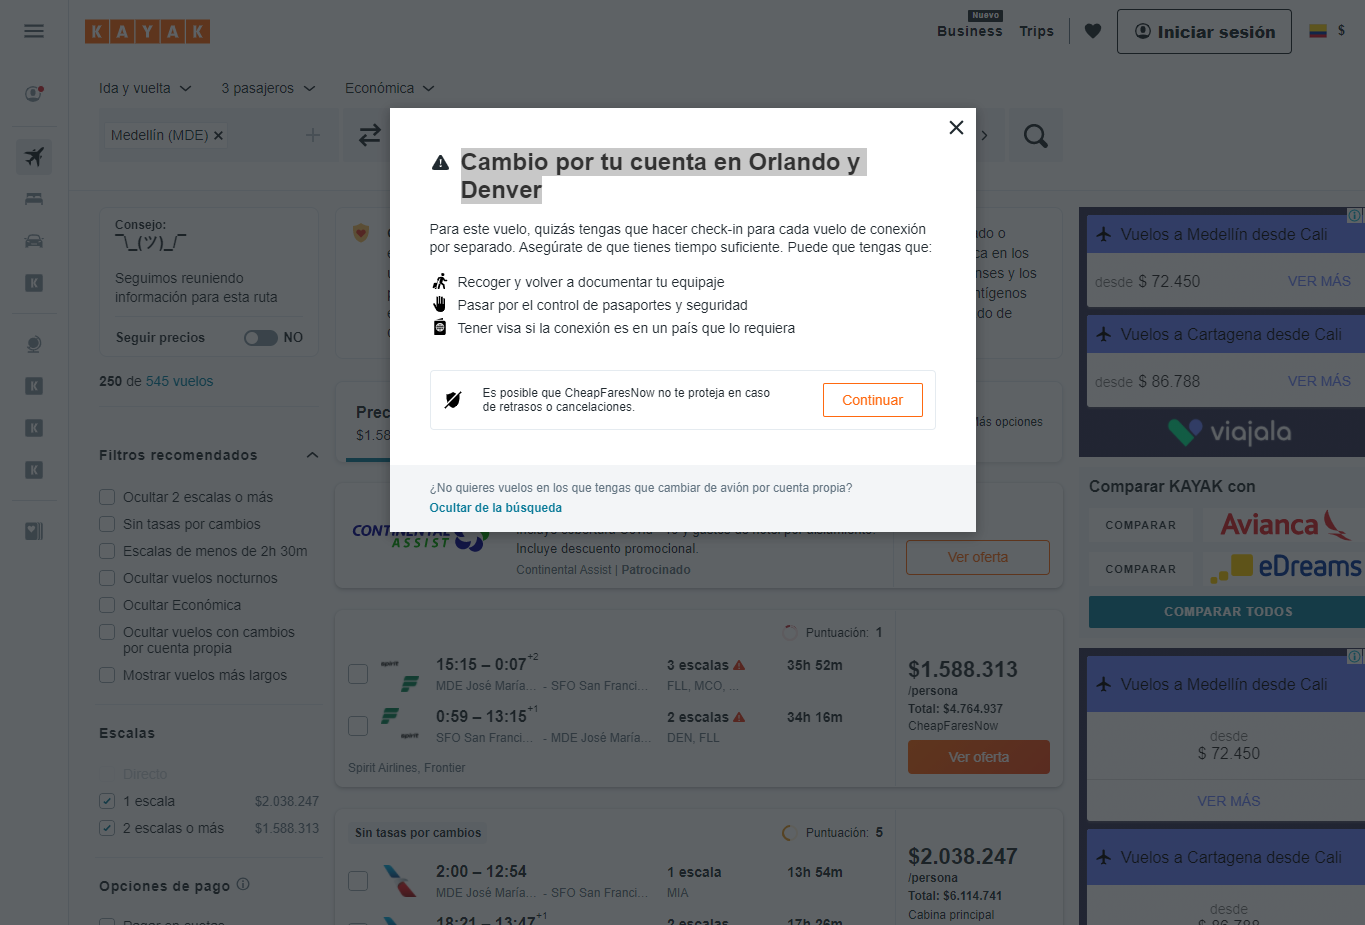 KAYAK
Nuevo
Business
Trips
Iniciar sesión
$
Ida y vuelta
3 pasajeros
Económica
Medellín (MDE)
Cambio por tu cuenta en Orlando y
Denver
Para este vuelo, quizás tengas que hacer check-in para cada vuelo de conexión
por separado. Asegúrate de que tienes tiempo suficiente. Puede que tengas que:
Recoger y volver a documentar tu equipaje
Pasar por el control de pasaportes y seguridad
Tener visa si la conexión es en un país que lo requiera
Es posible que CheapFaresNow no te proteja en caso
de retrasos o cancelaciones.
Continuar
¿No quieres vuelos en los que tengas que cambiar de avión por cuenta propia?
Ocultar de la búsqueda
Consejo:
¯\_(ツ)_/¯
Seguimos reuniendo
información para esta ruta
Seguir precios
NO
250 de 545 vuelos
Filtros recomendados
Ocultar 2 escalas o más
Sin tasas por cambios
Escalas de menos de 2h 30m
Ocultar vuelos nocturnos
Ocultar Económica
Ocultar vuelos con cambios
por cuenta propia
Mostrar vuelos más largos
Escalas
Directo
1 escala $2.038.247
2 escalas o más $1.588.313
Opciones de pago
Prec
$1.58
Más opciones
CONTINENTAL
ASSIST
Incluye descuento promocional.
Continental Assist | Patrocinado
Ver oferta
Puntuación: 1
spirit
15:15 – 0:07+2
MDE José María... - SFO San Franci...
3 escalas
FLL, MCO, ...
35h 52m
0:59 – 13:15+1
SFO San Franci... - MDE José María...
2 escalas
DEN, FLL
34h 16m
spirit
Spirit Airlines, Frontier
$1.588.313
/persona
Total: $4.764.937
CheapFaresNow
Ver oferta
Sin tasas por cambios
Puntuación: 5
2:00 – 12:54
MDE José María... - SFO San Franci...
1 escala
MIA
13h 54m
18:21 – 13:47+1
2 escalas
17h 26m
$2.038.247
/persona
Total: $6.114.741
Cabina principal
Vuelos a Medellín desde Cali
desde $ 72.450
VER MÁS
Vuelos a Cartagena desde Cali
desde $ 86.788
VER MÁS
viajala
Comparar KAYAK con
COMPARAR
Avianca
COMPARAR
eDreams
COMPARAR TODOS
Vuelos a Medellín desde Cali
desde
$ 72.450
VER MÁS
Vuelos a Cartagena desde Cali
desde
$ 86.788